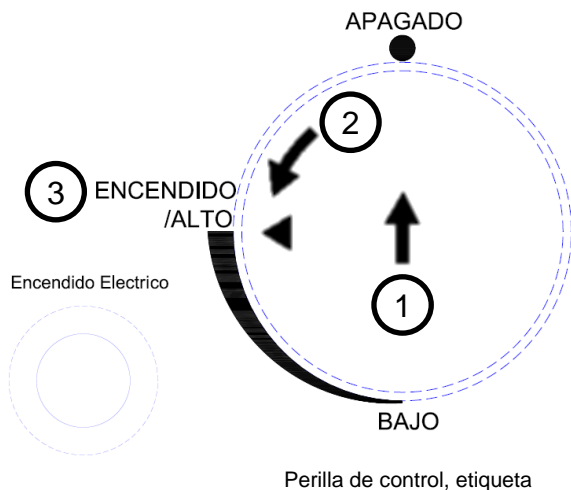 APAGADO
2
3 ENCENDIDO
/ALTO
Encendido Electrico
1
BAJO
Perilla de control, etiqueta